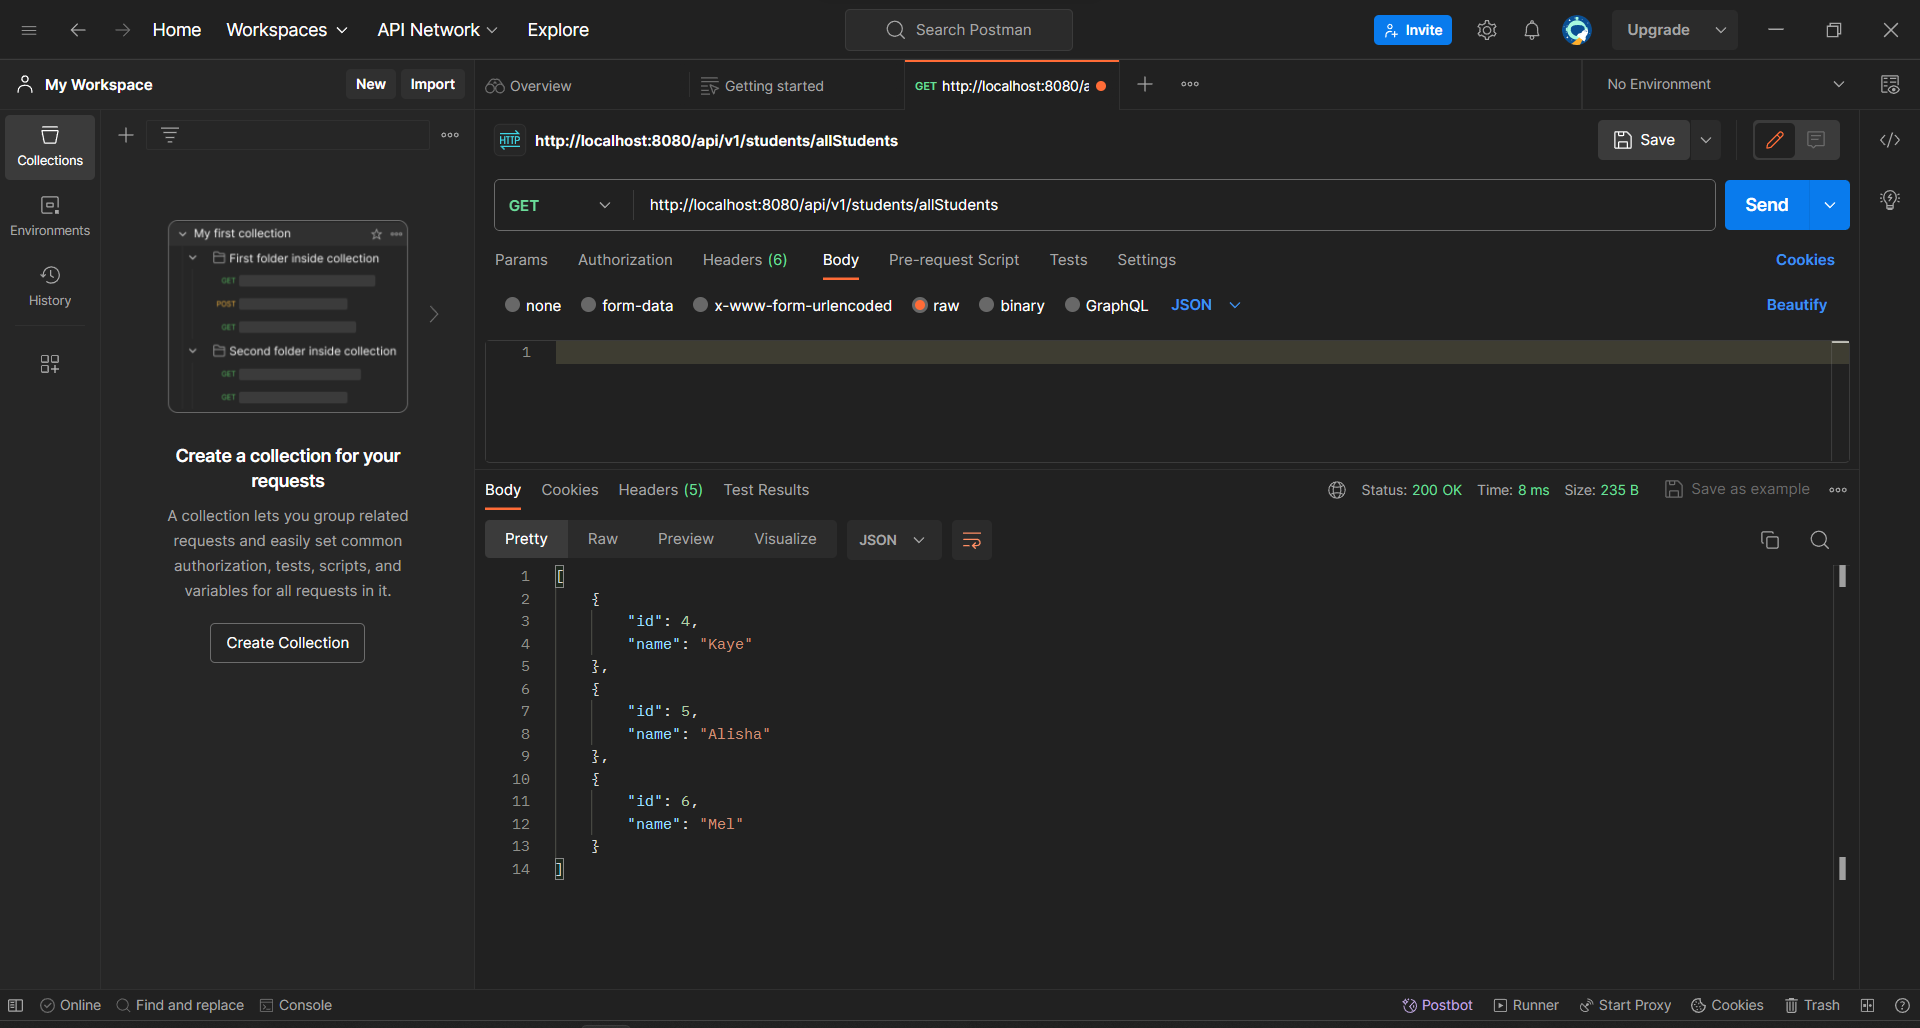 Home
Workspaces
API Network
Explore
Search Postman
Invite
Upgrade
My Workspace
New
Import
Overview
Getting started
GET http://localhost:8080/a
No Environment
Collections
Environments
History
My first collection
First folder inside collection
GET
POST
GET
Second folder inside collection
GET
GET
Create a collection for your
requests
A collection lets you group related
requests and easily set common
authorization, tests, scripts, and
variables for all requests in it.
Create Collection
HTTP http://localhost:8080/api/v1/students/allStudents
Save
GET http://localhost:8080/api/v1/students/allStudents
Send
Params Authorization Headers (6) Body Pre-request Script Tests Settings Cookies
none form-data x-www-form-urlencoded raw binary GraphQL JSON Beautify
1
Body Cookies Headers (5) Test Results
Status: 200 OK Time: 8 ms Size: 235 B Save as example
Pretty Raw Preview Visualize JSON
1 [
2 {
3 "id": 4,
4 "name": "Kaye"
5 },
6 {
7 "id": 5,
8 "name": "Alisha"
9 },
10 {
11 "id": 6,
12 "name": "Mel"
13 }
14 ]
Online Find and replace Console
Postbot Runner Start Proxy Cookies Trash